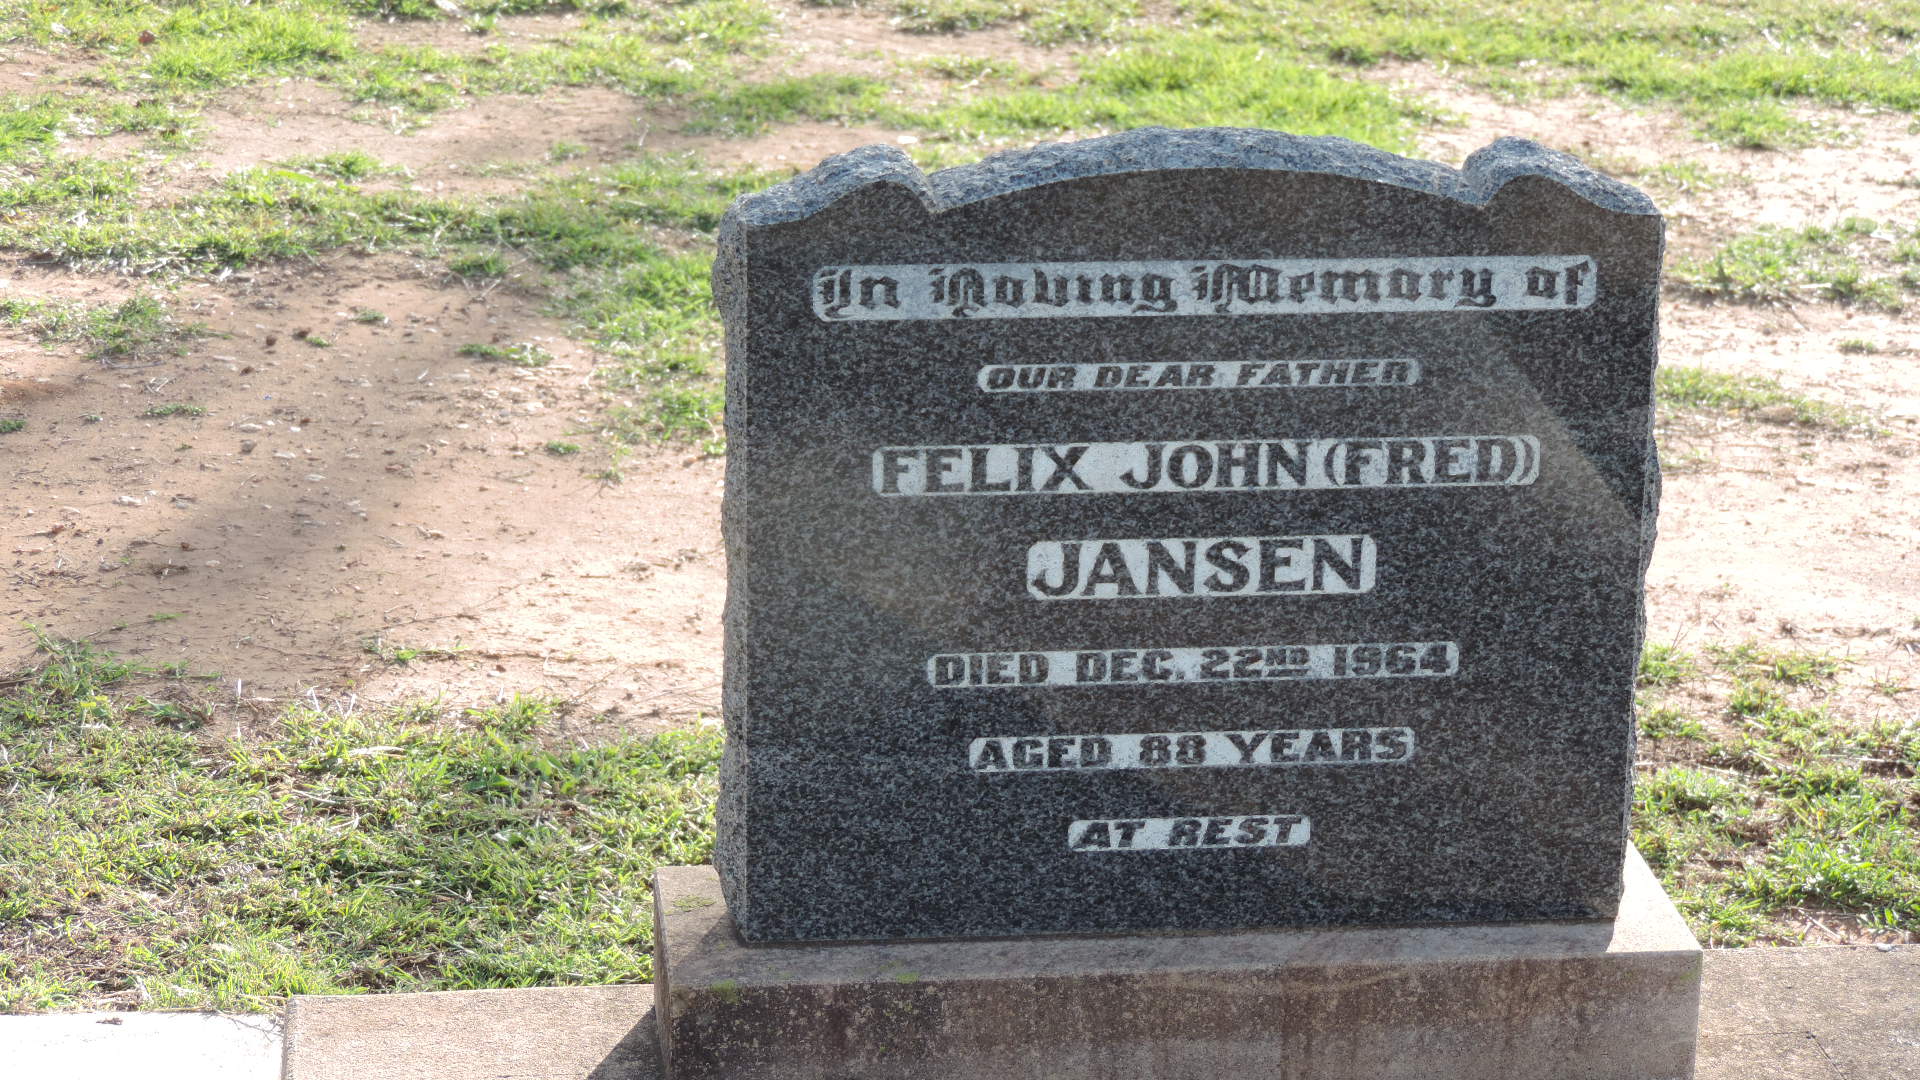 In Loving Memory of
OUR DEAR FATHER
FELIX JOHN (FRED)
JANSEN
DIED DEC. 22ND 1964
AGED 88 YEARS
AT REST